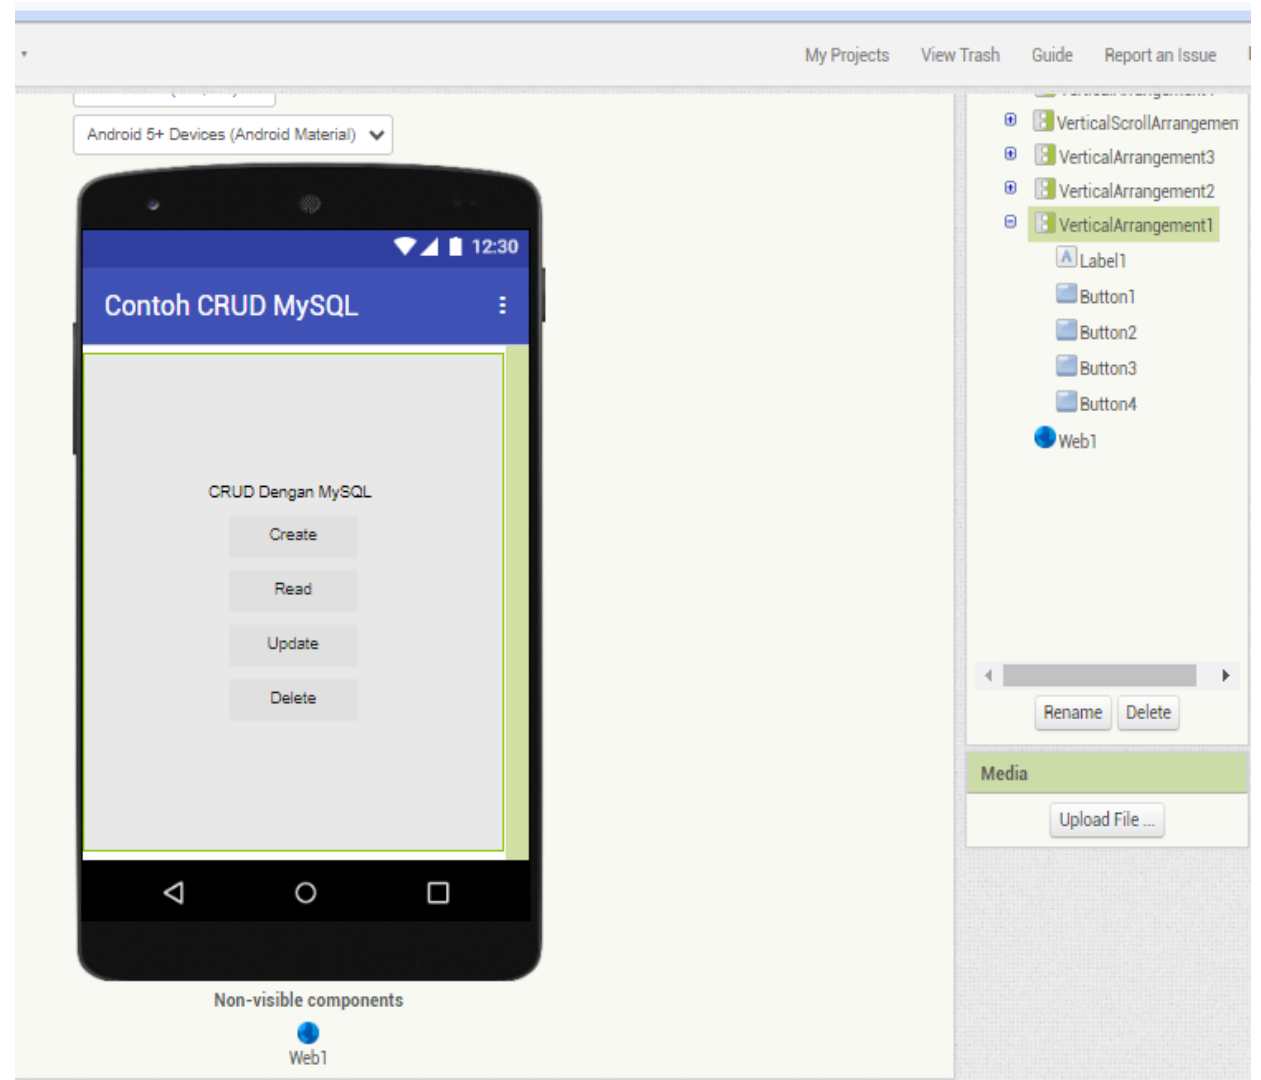 My Projects View Trash Guide Report an Issue
Android 5+ Devices (Android Material)
12:30
Contoh CRUD MySQL
CRUD Dengan MySQL
Create
Read
Update
Delete
Non-visible components
Web1
VerticalScrollArrangemen
VerticalArrangement3
VerticalArrangement2
VerticalArrangement1
Label1
Button1
Button2
Button3
Button4
Web1
Rename Delete
Media
Upload File ...